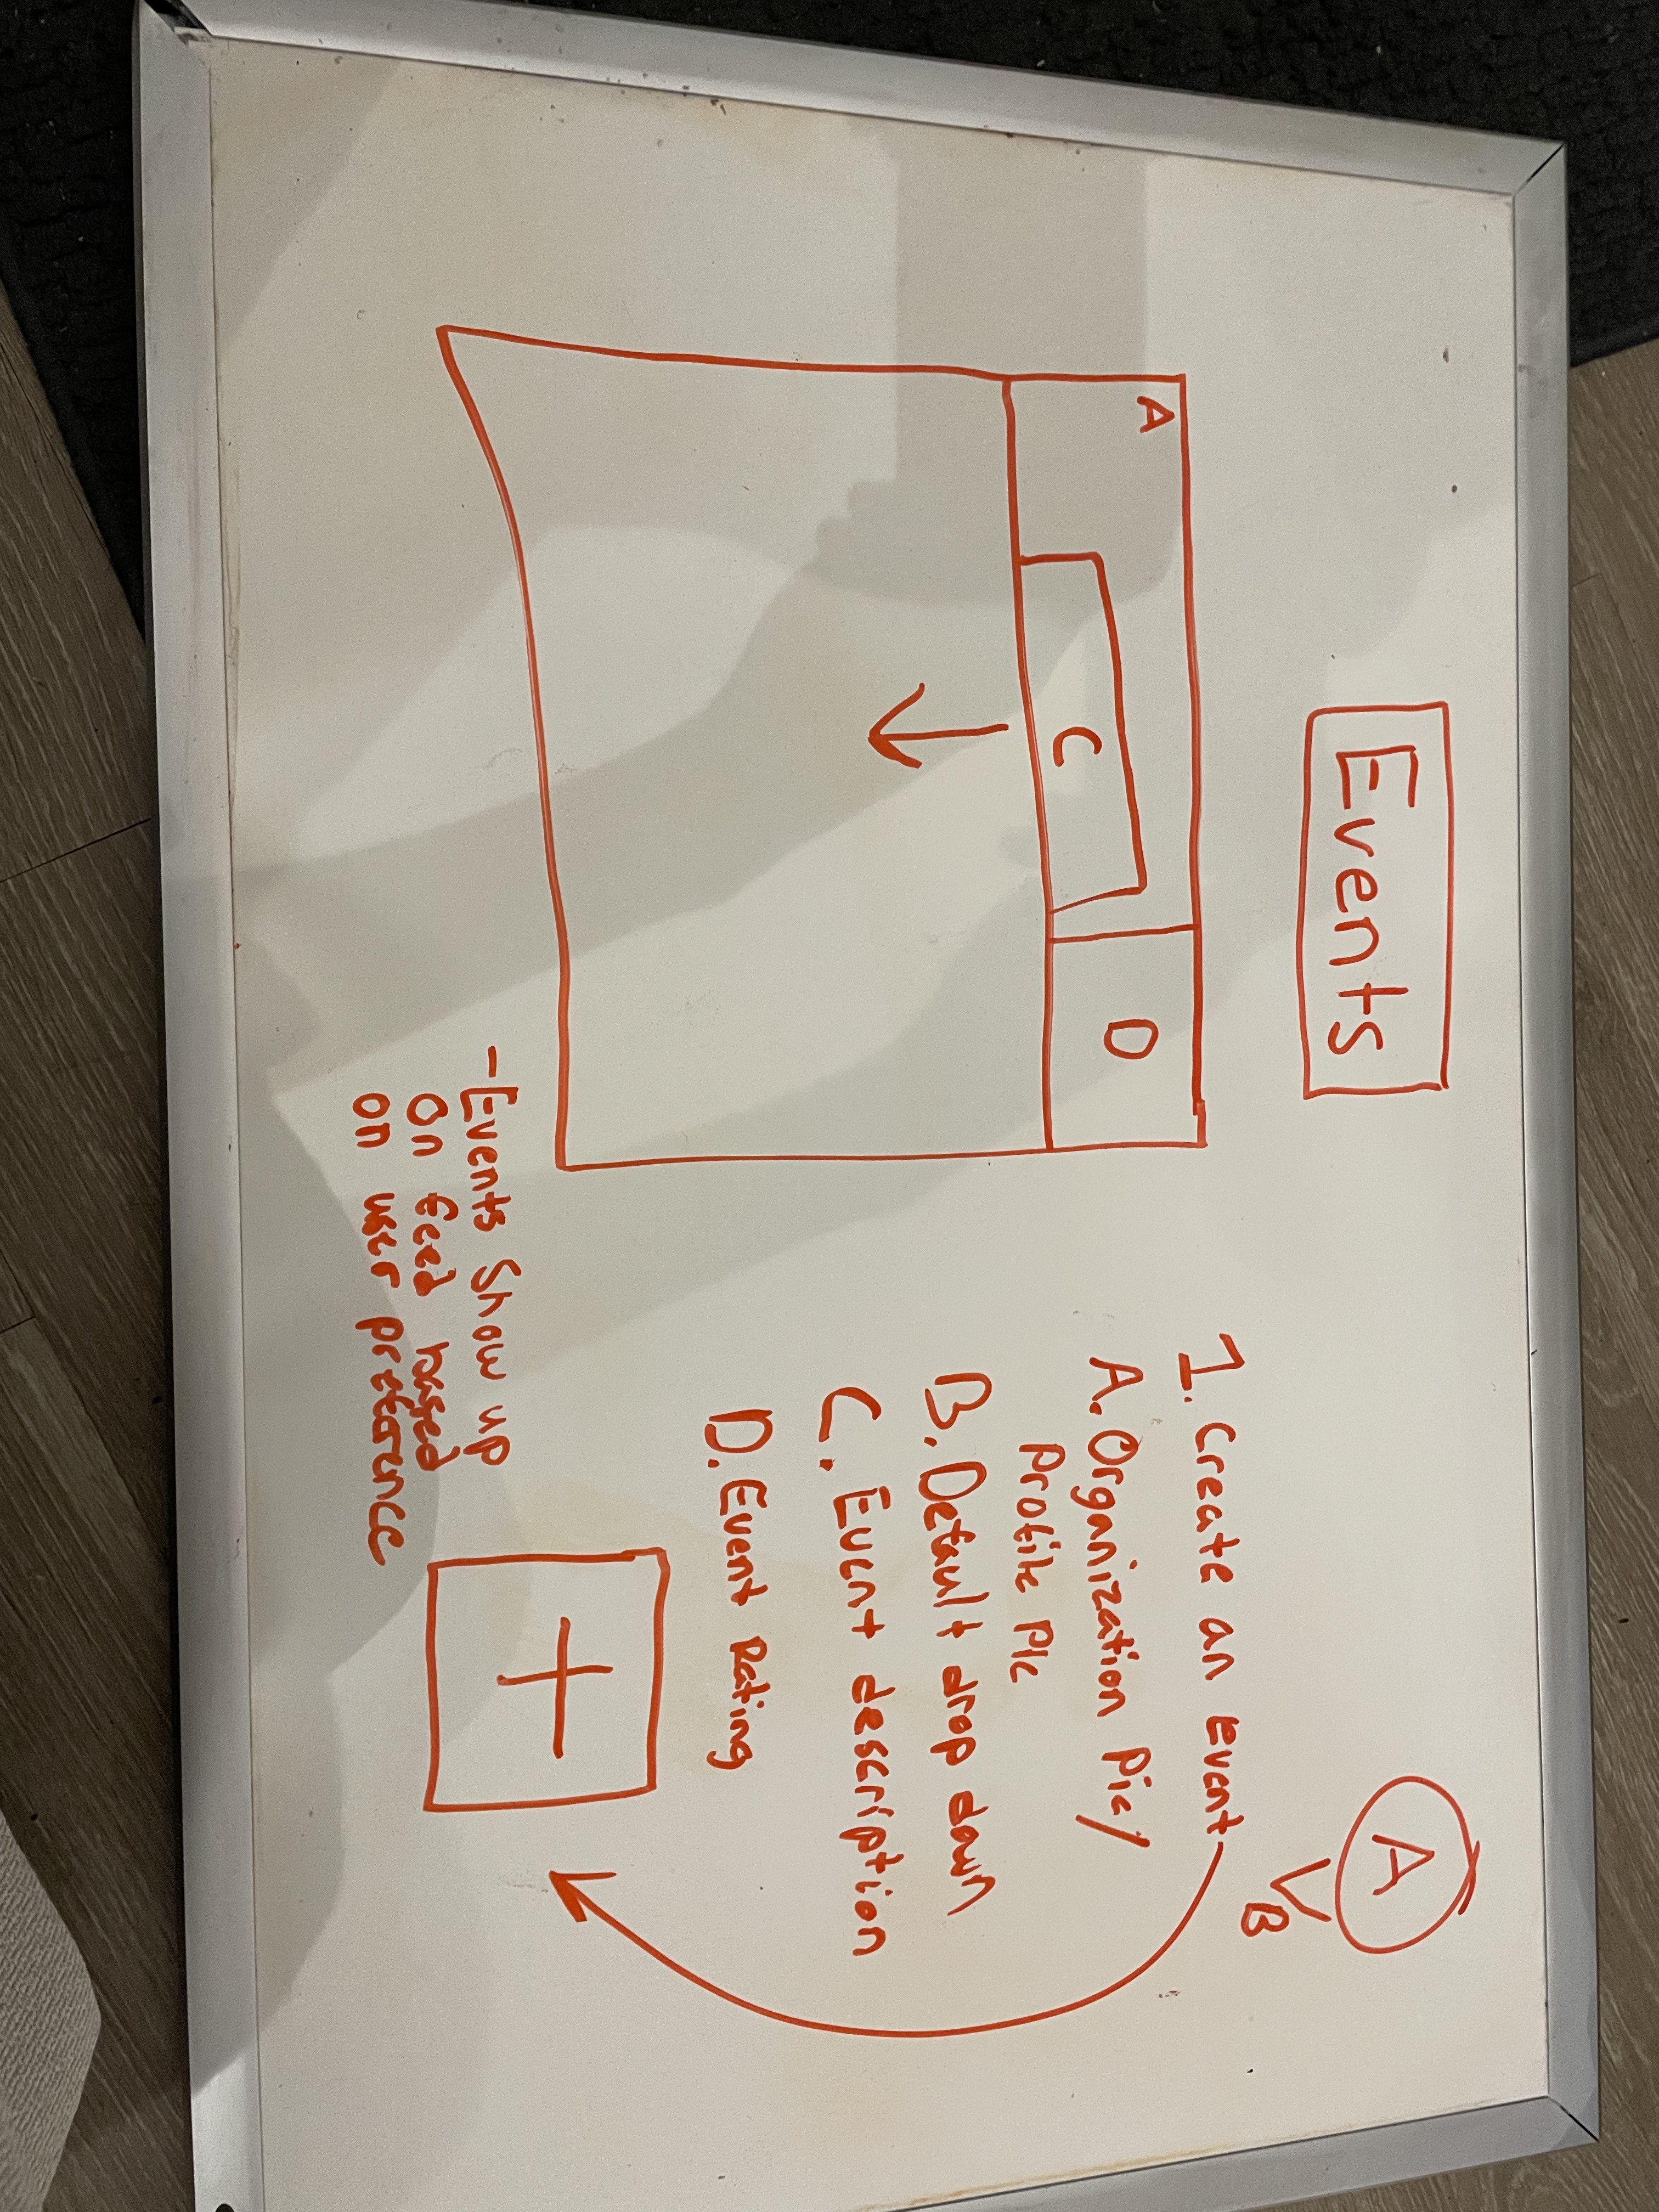 Events
A
B
A
C
D
1. Create an event
A. Organization Pic/
Profile Pic
B. Default drop down
C. Event description
D. Event Rating
- Events Show up
On feed based
on user preference
+